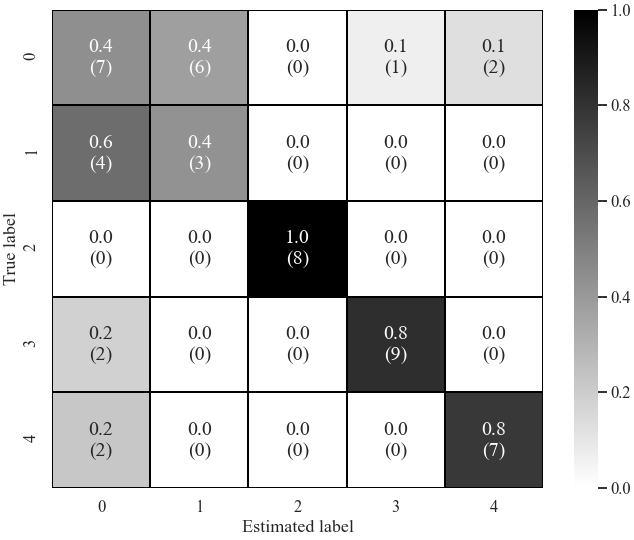 0.4 0.4 0.0 0.1 0.1
(7) (6) (0) (1) (2)
0
0.6 0.4 0.0 0.0 0.0
(4) (3) (0) (0) (0)
1
0.0 0.0 1.0 0.0 0.0
(0) (0) (8) (0) (0)
2
0.2 0.0 0.0 0.8 0.0
(2) (0) (0) (9) (0)
3
0.2 0.0 0.0 0.0 0.8
(2) (0) (0) (0) (7)
4
True label
0 1 2 3 4
Estimated label
1.0
0.8
0.6
0.4
0.2
0.0